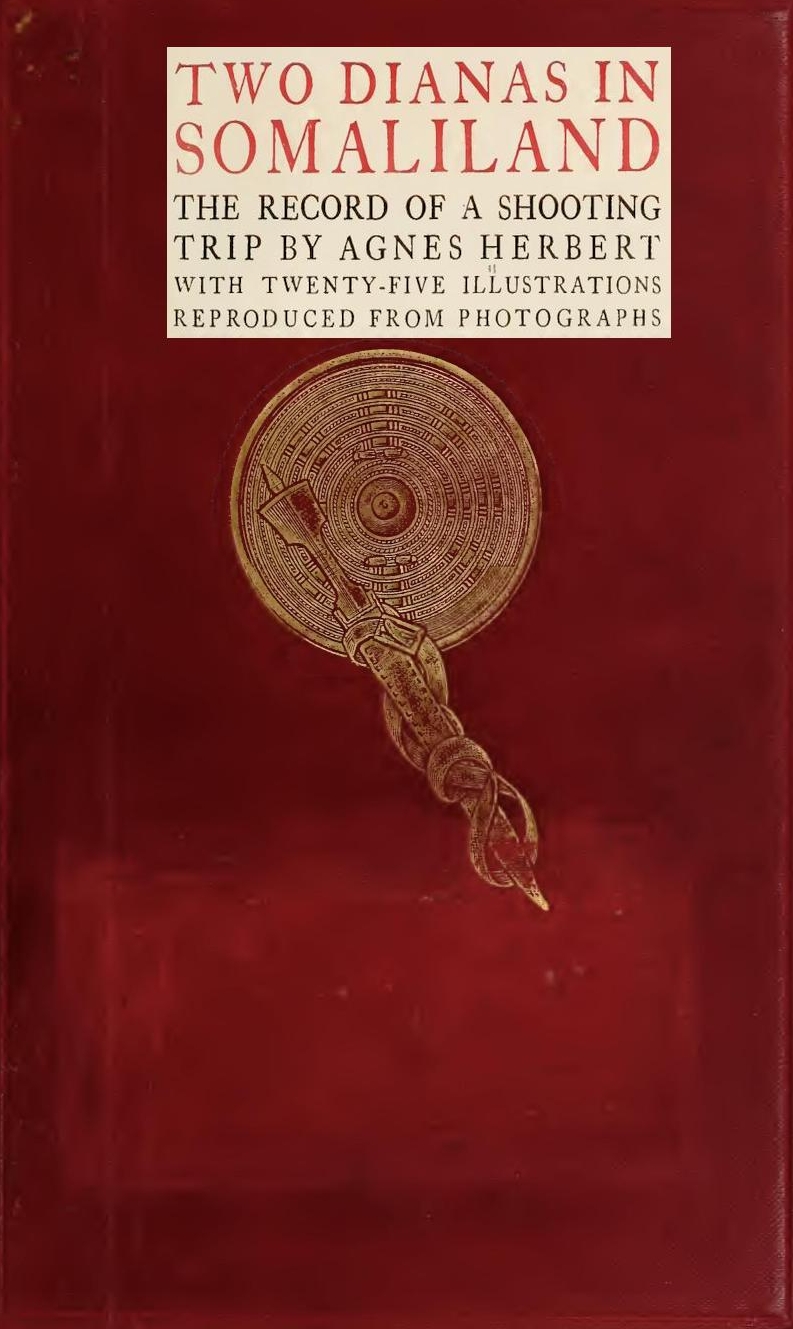 TWO DIANAS IN
SOMALILAND
THE RECORD OF A SHOOTING
TRIP BY AGNES HERBERT
WITH TWENTY-FIVE ILLUSTRATIONS
REPRODUCED FROM PHOTOGRAPHS